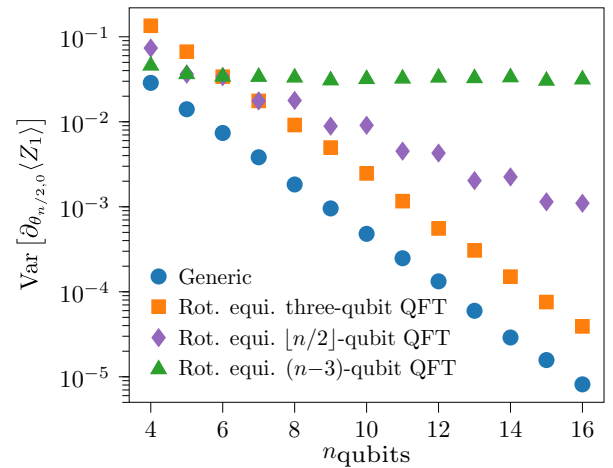 10⁻¹
10⁻²
10⁻³
10⁻⁴
10⁻⁵
Var [∂θₙ/₂,₀⟨Z₁⟩]
Generic
Rot. equi. three-qubit QFT
Rot. equi. ⌊n/2⌋-qubit QFT
Rot. equi. (n−3)-qubit QFT
4 6 8 10 12 14 16
nqubits